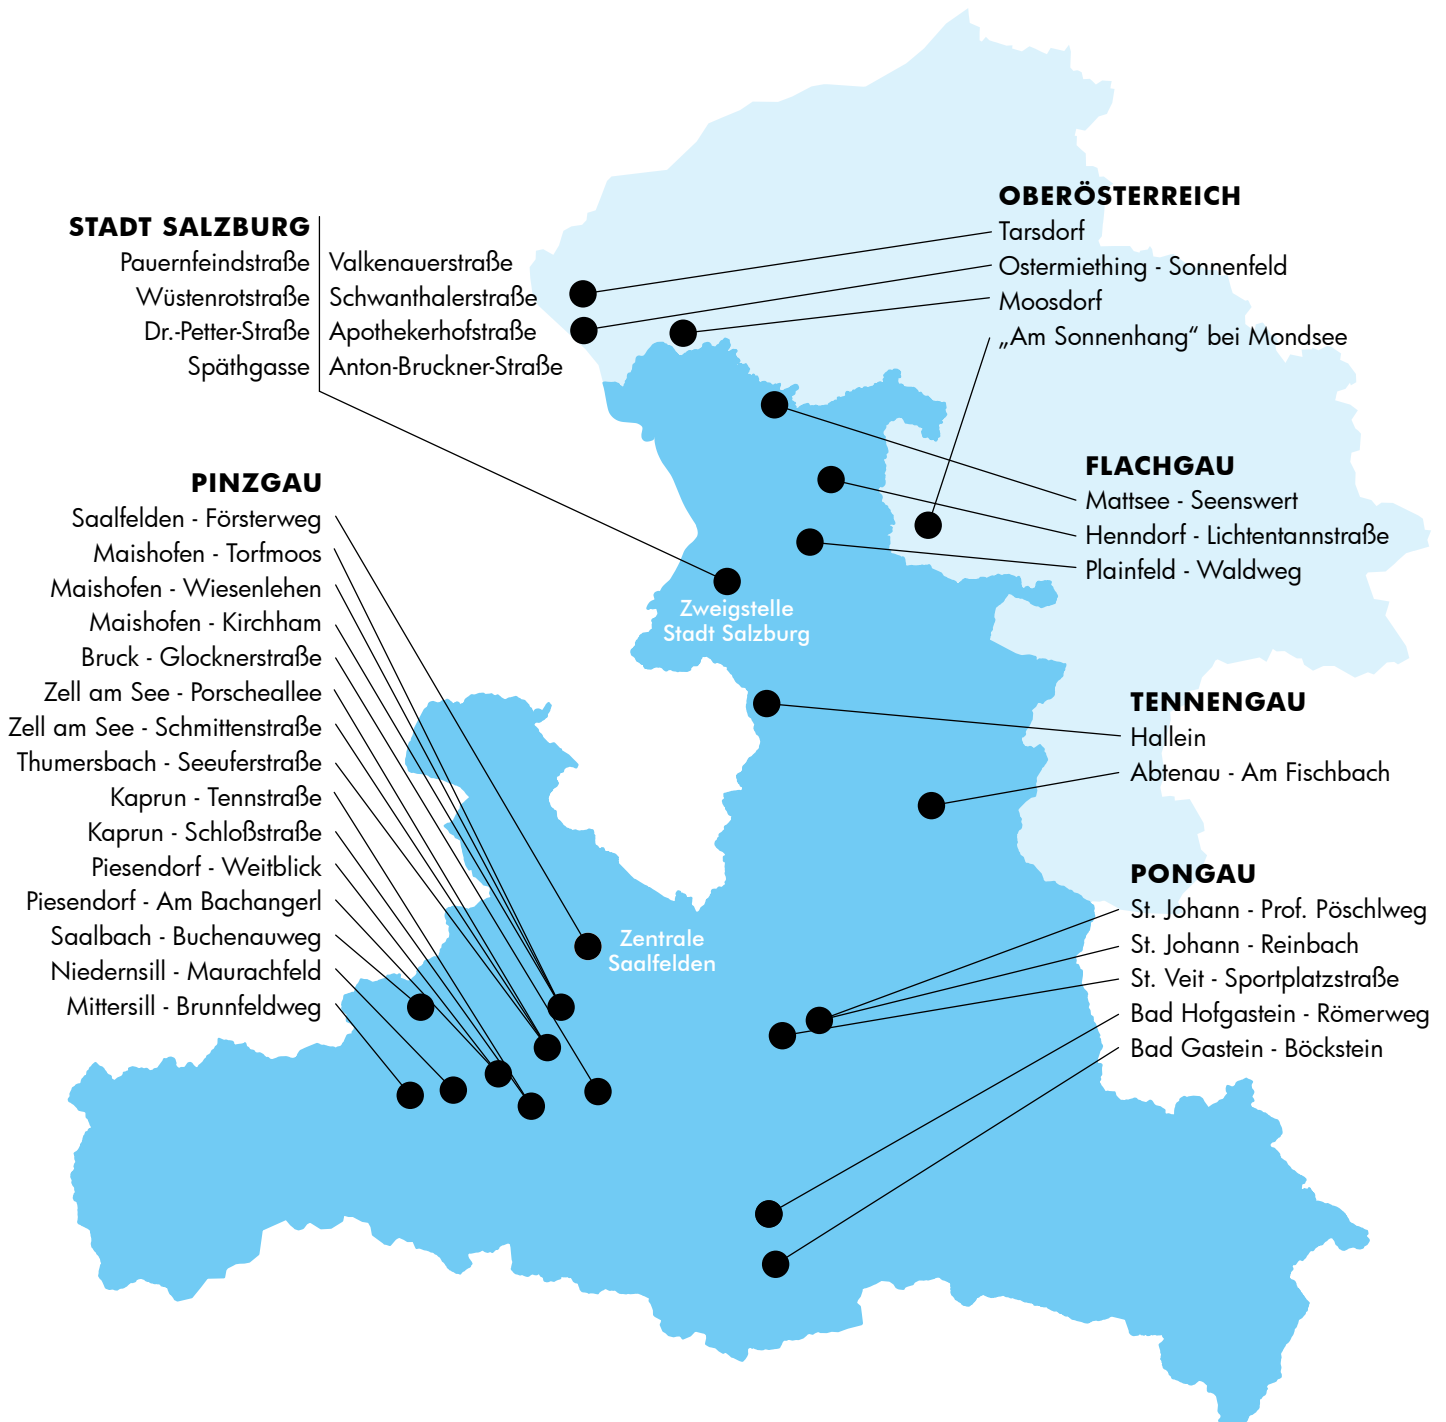 STADT SALZBURG
Pauernfeindstraße
Wüstenrotstraße
Dr.-Petter-Straße
Späthgasse
Valkenauerstraße
Schwanthalerstraße
Apothekerhofstraße
Anton-Bruckner-Straße
OBERÖSTERREICH
Tarsdorf
Ostermiething - Sonnenfeld
Moosdorf
„Am Sonnenhang“ bei Mondsee
FLACHGAU
Mattsee - Seenswert
Henndorf - Lichtentannstraße
Plainfeld - Waldweg
Zweigstelle
Stadt Salzburg
PINZGAU
Saalfelden - Försterweg
Maishofen - Torfmoos
Maishofen - Wiesenlehen
Maishofen - Kirchham
Bruck - Glocknerstraße
Zell am See - Porscheallee
Zell am See - Schmittenstraße
Thumersbach - Seeuferstraße
Kaprun - Tennstraße
Kaprun - Schloßstraße
Piesendorf - Weitblick
Piesendorf - Am Bachangerl
Saalbach - Buchenauweg
Niedernsill - Maurachfeld
Mittersill - Brunnfeldweg
Zentrale
Saalfelden
TENNENGAU
Hallein
Abtenau - Am Fischbach
PONGAU
St. Johann - Prof. Pöschlweg
St. Johann - Reinbach
St. Veit - Sportplatzstraße
Bad Hofgastein - Römerweg
Bad Gastein - Böckstein